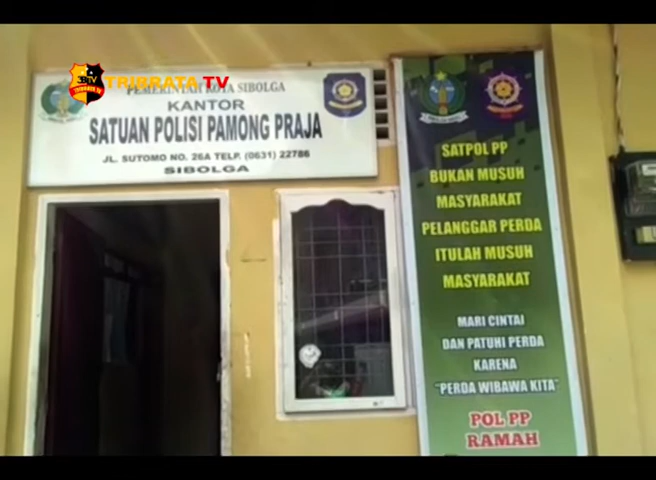 TRIBRATA TV
TRIBRATA TV
PEMERINTAH KOTA SIBOLGA
KANTOR
SATUAN POLISI PAMONG PRAJA
JL. SUTOMO NO. 26A TELP. (0631) 22786
SIBOLGA
SATPOL PP
BUKAN MUSUH
MASYARAKAT
PELANGGAR PERDA
ITULAH MUSUH
MASYARAKAT
MARI CINTAI
DAN PATUHI PERDA
KARENA
"PERDA WIBAWA KITA"
POL PP
RAMAH